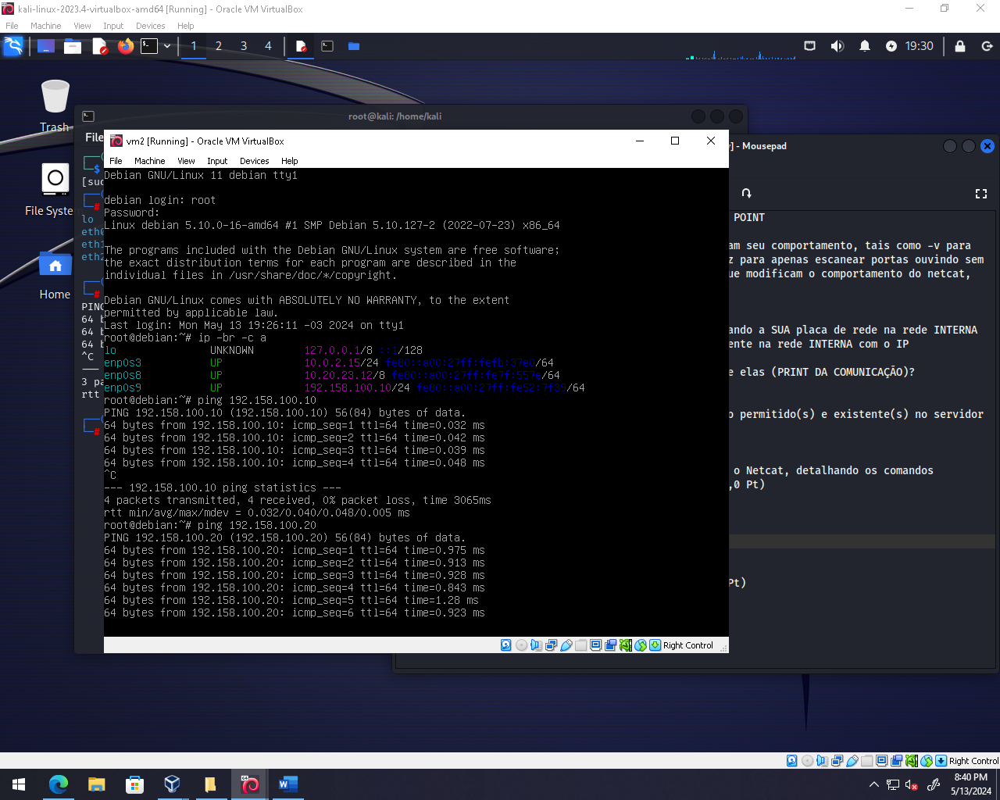 kali-linux-2023.4-virtualbox-amd64 [Running] - Oracle VM VirtualBox
File Machine View Input Devices Help
1 2 3 4
19:30
Trash
File Syste
Home
root@kali: /home/kali
File
[suc
lo
eth0
eth1
eth2
PING
64 b
64 b
64 b
^C
---
3 pa
rtt
vm2 [Running] - Oracle VM VirtualBox
File Machine View Input Devices Help
Debian GNU/Linux 11 debian tty1
debian login: root
Password:
Linux debian 5.10.0-16-amd64 #1 SMP Debian 5.10.127-2 (2022-07-23) x86_64
The programs included with the Debian GNU/Linux system are free software;
the exact distribution terms for each program are described in the
individual files in /usr/share/doc/*/copyright.
Debian GNU/Linux comes with ABSOLUTELY NO WARRANTY, to the extent
permitted by applicable law.
Last login: Mon May 13 19:26:11 -03 2024 on tty1
root@debian:~# ip -br -c a
lo UNKNOWN 127.0.0.1/8 ::1/128
enp0s3 UP 10.0.2.15/24 fe80::a00:27ff:fefb:37e0/64
enp0s8 UP 10.20.23.12/8 fe80::a00:27ff:fe7f:557e/64
enp0s9 UP 192.158.100.10/24 fe80::a00:27ff:fe52:7f35/64
root@debian:~# ping 192.158.100.10
PING 192.158.100.10 (192.158.100.10) 56(84) bytes of data.
64 bytes from 192.158.100.10: icmp_seq=1 ttl=64 time=0.032 ms
64 bytes from 192.158.100.10: icmp_seq=2 ttl=64 time=0.042 ms
64 bytes from 192.158.100.10: icmp_seq=3 ttl=64 time=0.039 ms
64 bytes from 192.158.100.10: icmp_seq=4 ttl=64 time=0.048 ms
^C
--- 192.158.100.10 ping statistics ---
4 packets transmitted, 4 received, 0% packet loss, time 3065ms
rtt min/avg/max/mdev = 0.032/0.040/0.048/0.005 ms
root@debian:~# ping 192.158.100.20
PING 192.158.100.20 (192.158.100.20) 56(84) bytes of data.
64 bytes from 192.158.100.20: icmp_seq=1 ttl=64 time=0.975 ms
64 bytes from 192.158.100.20: icmp_seq=2 ttl=64 time=0.913 ms
64 bytes from 192.158.100.20: icmp_seq=3 ttl=64 time=0.928 ms
64 bytes from 192.158.100.20: icmp_seq=4 ttl=64 time=0.843 ms
64 bytes from 192.158.100.20: icmp_seq=5 ttl=64 time=1.28 ms
64 bytes from 192.158.100.20: icmp_seq=6 ttl=64 time=0.923 ms
Right Control
] - Mousepad
POINT
am seu comportamento, tais como -v para
z para apenas escanear portas ouvindo sem
ue modificam o comportamento do netcat,
ando a SUA placa de rede na rede INTERNA
ente na rede INTERNA com o IP
e elas (PRINT DA COMUNICAÇÃO)?
o permitido(s) e existente(s) no servidor
o Netcat, detalhando os comandos
,0 Pt)
Pt)
Right Control
8:40 PM
5/13/2024